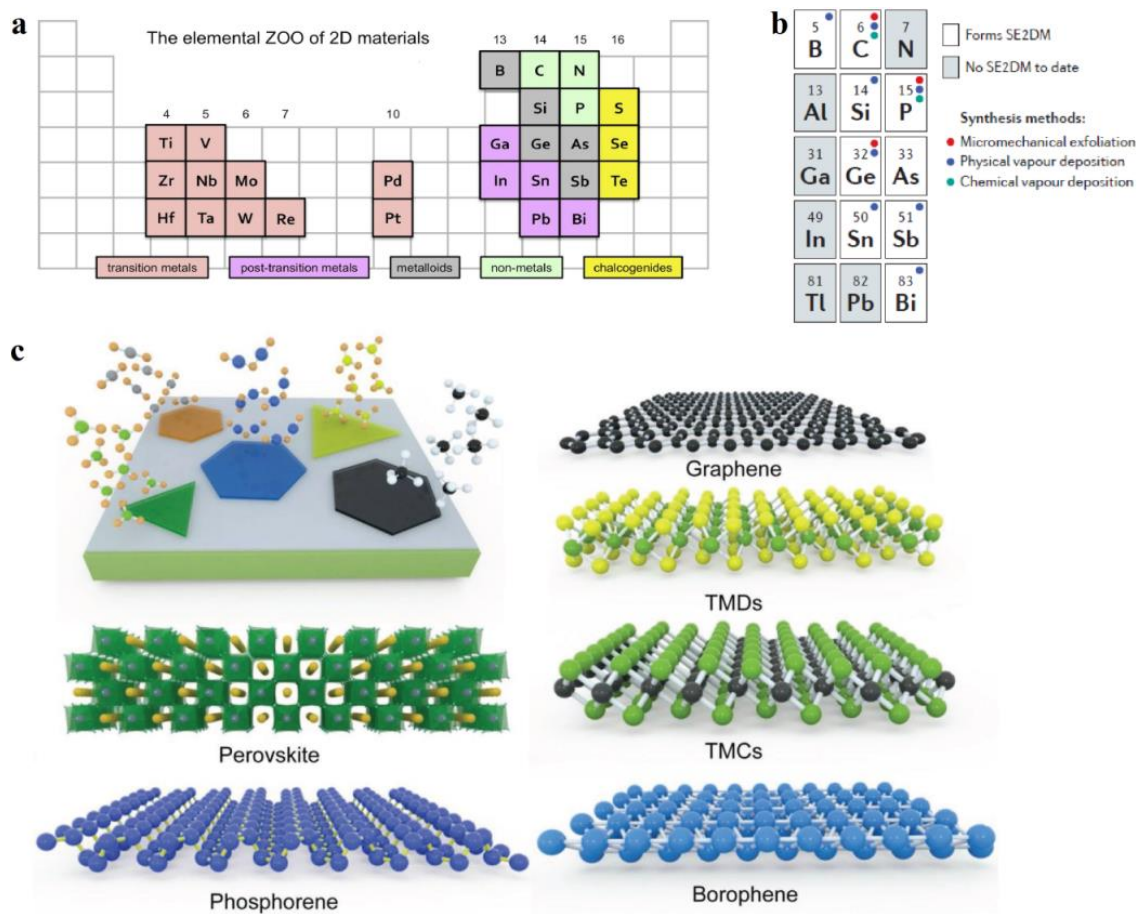 a
The elemental ZOO of 2D materials
13 14 15 16
B C N
Si P S
4 5 6 7 10
Ti V Ga Ge As Se
Zr Nb Mo Pd In Sn Sb Te
Hf Ta W Re Pt Pb Bi
transition metals post-transition metals metalloids non-metals chalcogenides
b
5 6 7
B C N
13 14 15
Al Si P
31 32 33
Ga Ge As
49 50 51
In Sn Sb
81 82 83
Tl Pb Bi
Forms SE2DM
No SE2DM to date
Synthesis methods:
Micromechanical exfoliation
Physical vapour deposition
Chemical vapour deposition
c
Graphene
TMDs
Perovskite
TMCs
Phosphorene
Borophene